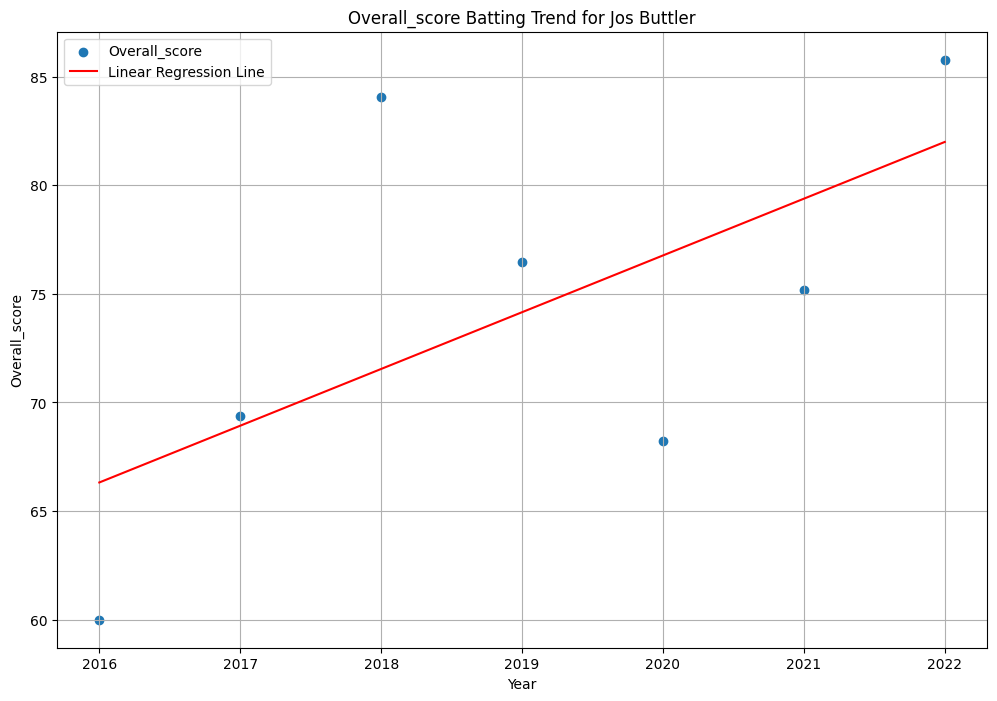 Overall_score Batting Trend for Jos Buttler
Overall_score
Linear Regression Line
85
80
75
70
65
60
Overall_score
2016 2017 2018 2019 2020 2021 2022
Year